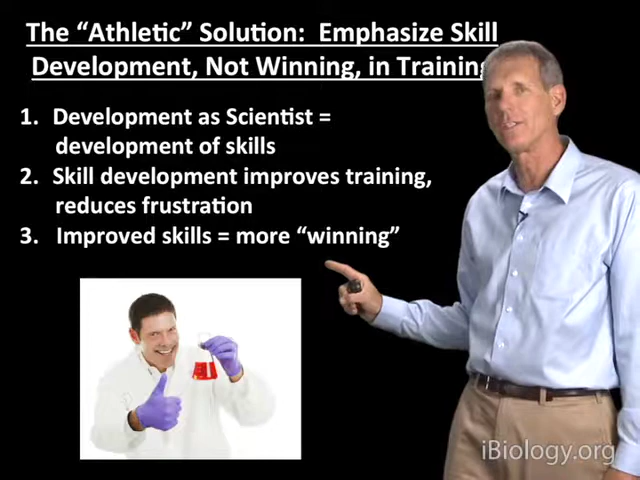 The “Athletic” Solution: Emphasize Skill
Development, Not Winning, in Training
1. Development as Scientist =
development of skills
2. Skill development improves training,
reduces frustration
3. Improved skills = more “winning”
iBiology.org